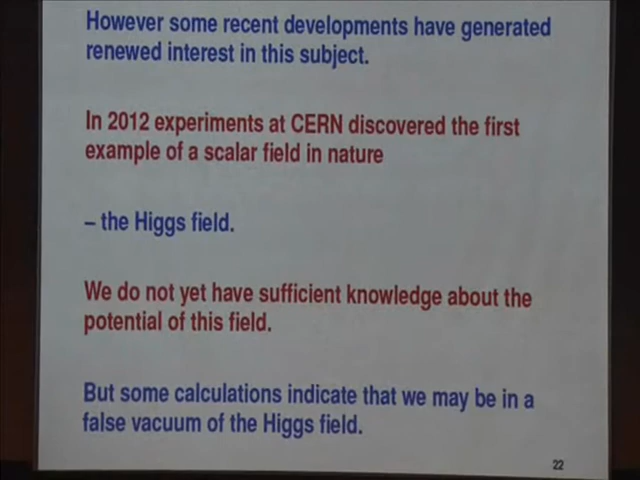 However some recent developments have generated
renewed interest in this subject.
In 2012 experiments at CERN discovered the first
example of a scalar field in nature
– the Higgs field.
We do not yet have sufficient knowledge about the
potential of this field.
But some calculations indicate that we may be in a
false vacuum of the Higgs field.
22